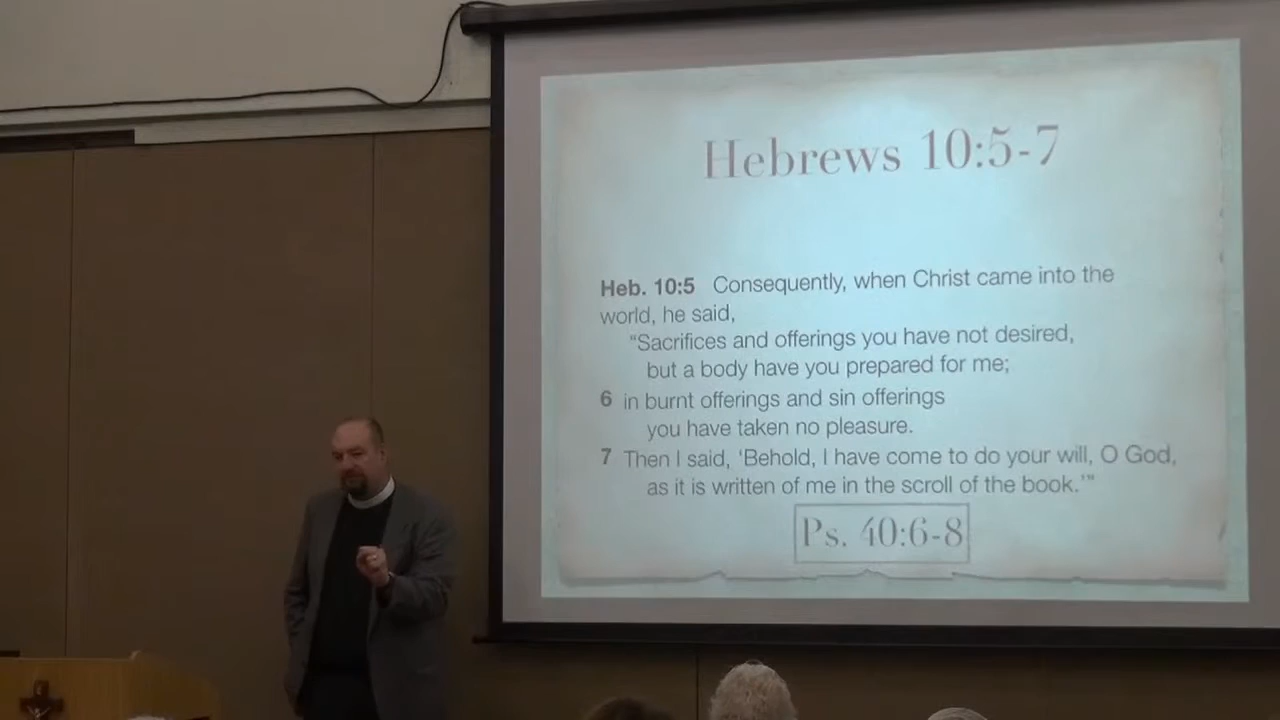 Hebrews 10:5-7
Heb. 10:5 Consequently, when Christ came into the
world, he said,
“Sacrifices and offerings you have not desired,
but a body have you prepared for me;
6 in burnt offerings and sin offerings
you have taken no pleasure.
7 Then I said, ‘Behold, I have come to do your will, O God,
as it is written of me in the scroll of the book.’”
Ps. 40:6-8